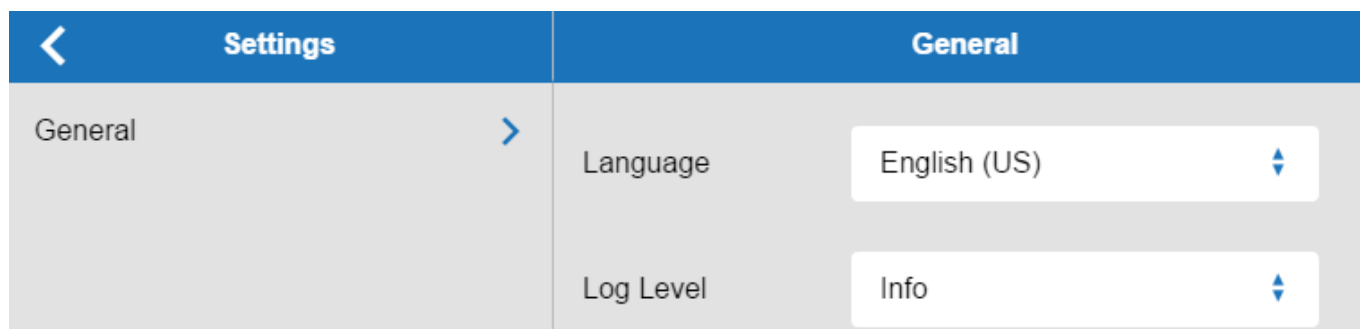 Settings
General
General
Language
English (US)
Log Level
Info